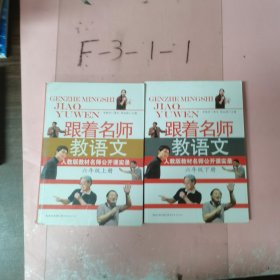 F-3-1-1
GENZHE MINGSHI
JIAO
YUWEN
跟着名师
教语文
人教版教材名师公开课实录
六年级上册
GENZHE MINGSHI
JIAO
YUWEN
跟着名师
教语文
人教版教材名师公开课实录
六年级下册